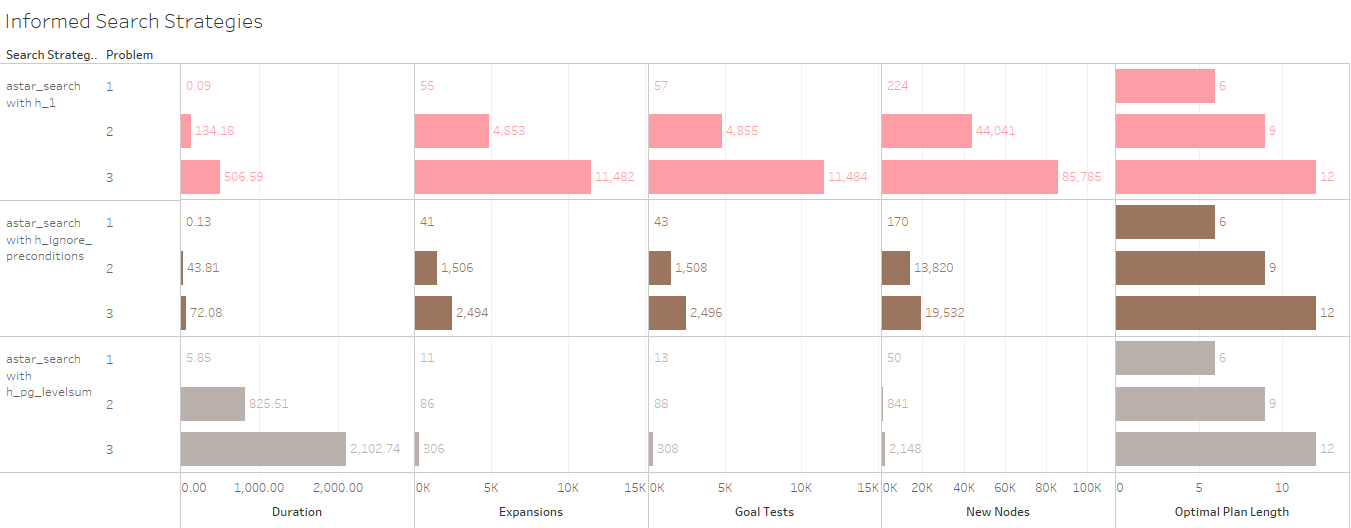 Informed Search Strategies
Search Strateg.. Problem
astar_search
with h_1
1 0.09 55 57 224 6
2 134.18 4,853 4,855 44,041 9
3 506.59 11,482 11,484 85,785 12
astar_search
with h_ignore_
preconditions
1 0.13 41 43 170 6
2 43.81 1,506 1,508 13,820 9
3 72.08 2,494 2,496 19,532 12
astar_search
with
h_pg_levelsum
1 5.85 11 13 50 6
2 825.51 86 88 841 9
3 2,102.74 306 308 2,148 12
0.00 1,000.00 2,000.00 0K 5K 10K 15K 0K 5K 10K 15K 0K 20K 40K 60K 80K 100K 0 5 10
Duration Expansions Goal Tests New Nodes Optimal Plan Length